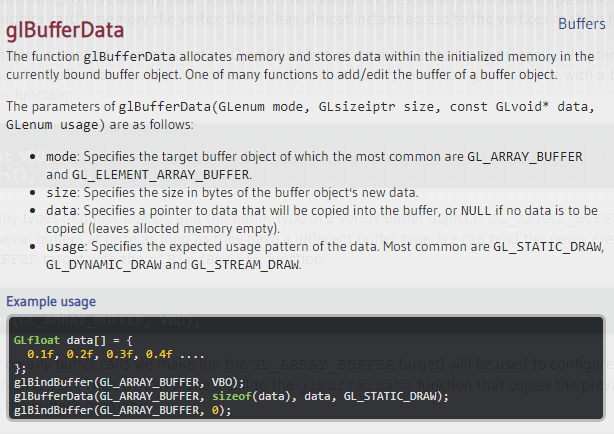 glBufferData
Buffers
The function glBufferData allocates memory and stores data within the initialized memory in the
currently bound buffer object. One of many functions to add/edit the buffer of a buffer object.
The parameters of glBufferData(GLenum mode, GLsizeiptr size, const GLvoid* data,
GLenum usage) are as follows:
• mode: Specifies the target buffer object of which the most common are GL_ARRAY_BUFFER
and GL_ELEMENT_ARRAY_BUFFER.
• size: Specifies the size in bytes of the buffer object's new data.
• data: Specifies a pointer to data that will be copied into the buffer, or NULL if no data is to be
copied (leaves allocted memory empty).
• usage: Specifies the expected usage pattern of the data. Most common are GL_STATIC_DRAW,
GL_DYNAMIC_DRAW and GL_STREAM_DRAW.
Example usage
GLfloat data[] = {
0.1f, 0.2f, 0.3f, 0.4f ....
};
glBindBuffer(GL_ARRAY_BUFFER, VBO);
glBufferData(GL_ARRAY_BUFFER, sizeof(data), data, GL_STATIC_DRAW);
glBindBuffer(GL_ARRAY_BUFFER, 0);